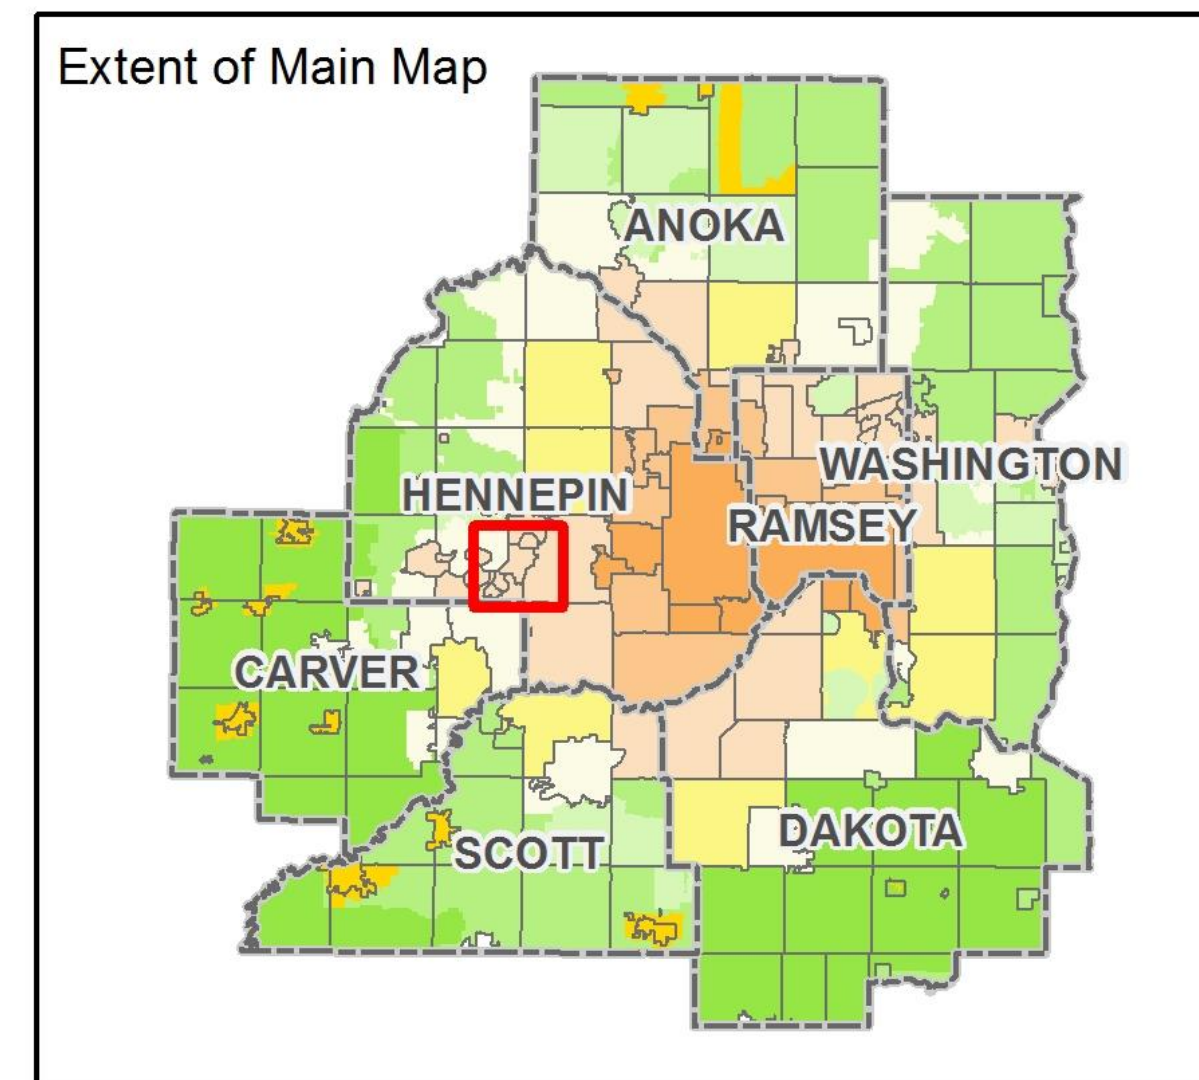 Extent of Main Map
ANOKA
WASHINGTON
HENNEPIN
RAMSEY
CARVER
DAKOTA
SCOTT